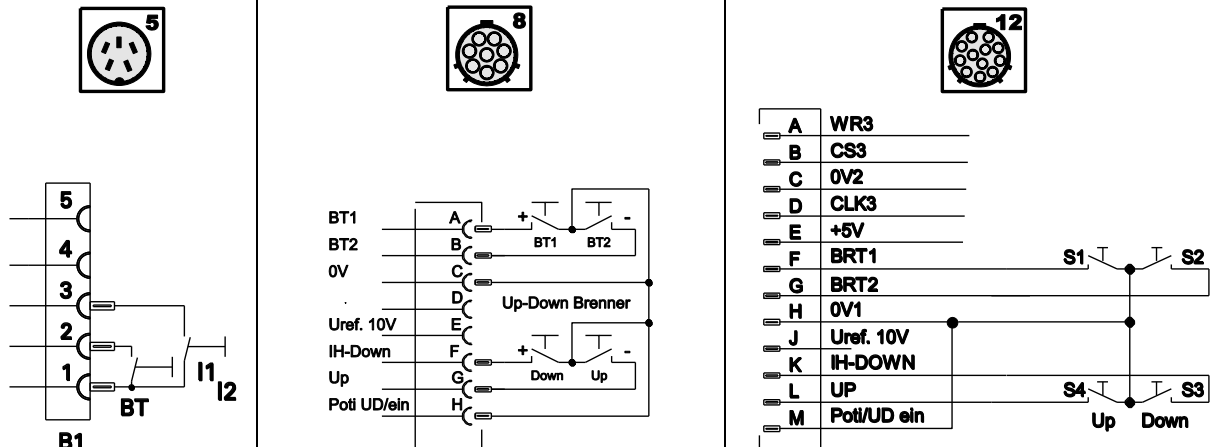 5
5
4
3
2
1
BT
I1
I2
B1
8
BT1
BT2
0V
Uref. 10V
IH-Down
Up
Poti UD/ein
A
B
C
D
E
F
G
H
+
-
BT1
BT2
Up-Down Brenner
+
-
Down
Up
12
A WR3
B CS3
C 0V2
D CLK3
E +5V
F BRT1
G BRT2
H 0V1
J Uref. 10V
K IH-DOWN
L UP
M Poti/UD ein
S1
S2
S4
S3
Up
Down